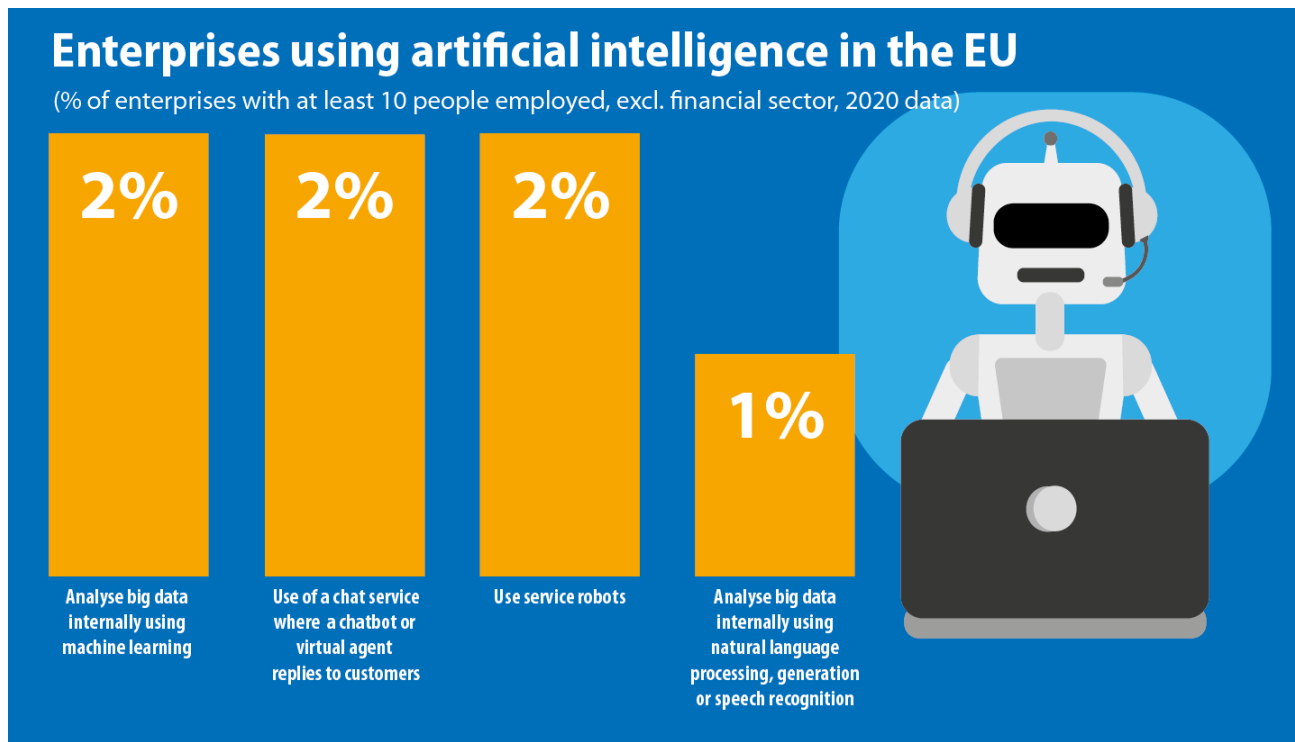 Enterprises using artificial intelligence in the EU
(% of enterprises with at least 10 people employed, excl. financial sector, 2020 data)
2%
2%
2%
1%
Analyse big data
internally using
machine learning
Use of a chat service
where a chatbot or
virtual agent
replies to customers
Use service robots
Analyse big data
internally using
natural language
processing, generation
or speech recognition